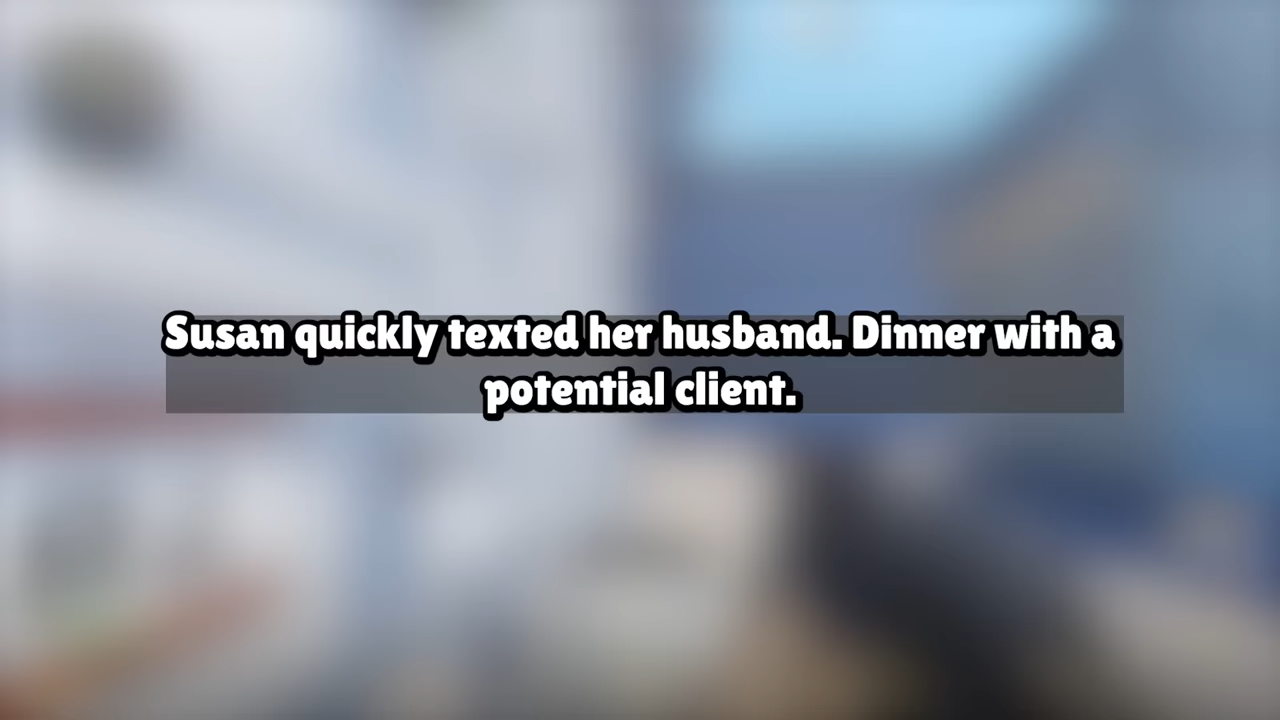 Susan quickly texted her husband. Dinner with a
potential client.